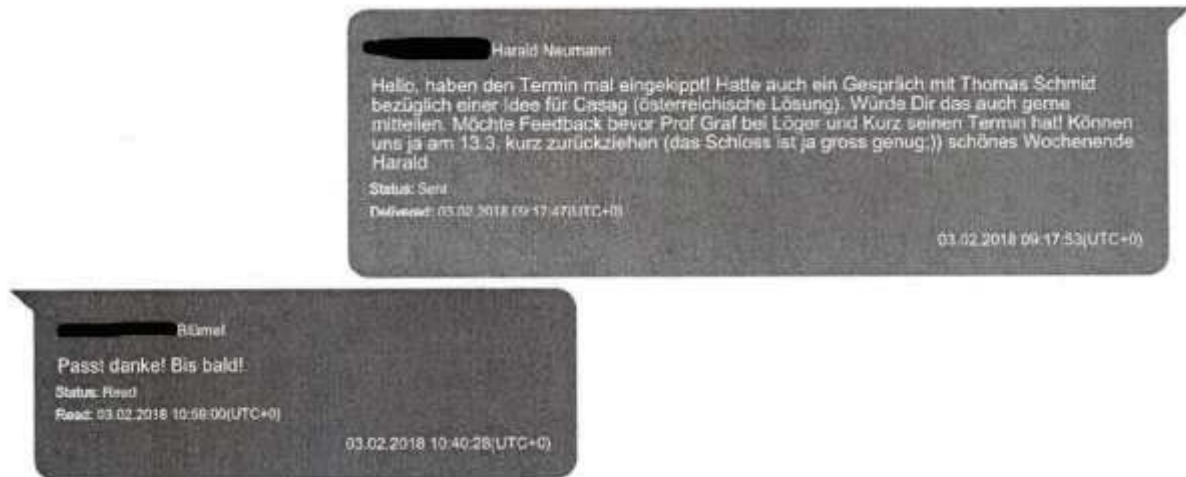 Harald Neumann
Hello, haben den Termin mal eingekippt! Hatte auch ein Gespräch mit Thomas Schmid
bezüglich einer Idee für Casag (österreichische Lösung). Würde Dir das auch gerne
mitteilen. Möchte Feedback bevor Prof Graf bei Löger und Kurz seinen Termin hat! Können
uns ja am 13.3. kurz zurückziehen (das Schloss ist ja gross genug;)) schönes Wochenende
Harald
Status: Sent
Delivered: 03.02.2018 09:17:47(UTC+0)
03.02.2018 09:17:53(UTC+0)
Blümel
Passt danke! Bis bald!
Status: Read
Read: 03.02.2018 10:58:00(UTC+0)
03.02.2018 10:40:28(UTC+0)